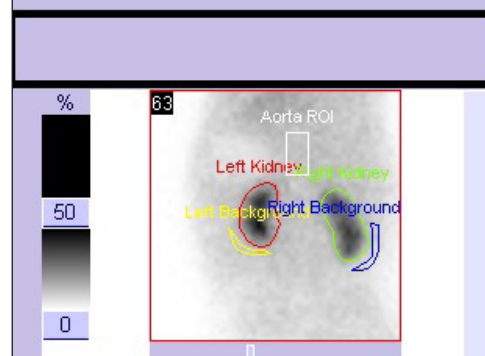 %
63
Aorta ROI
Left Kidney
Right Kidney
50
Left Background
Right Background
0